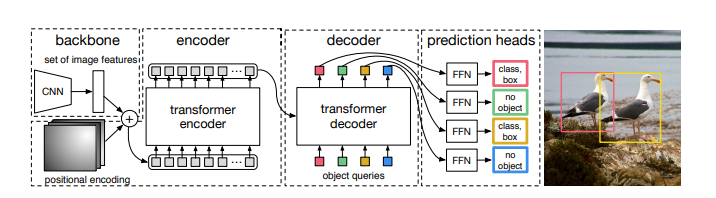 backbone
set of image features
CNN
+
positional encoding
encoder
...
transformer
encoder
...
decoder
transformer
decoder
object queries
prediction heads
FFN
class,
box
FFN
no
object
FFN
class,
box
FFN
no
object